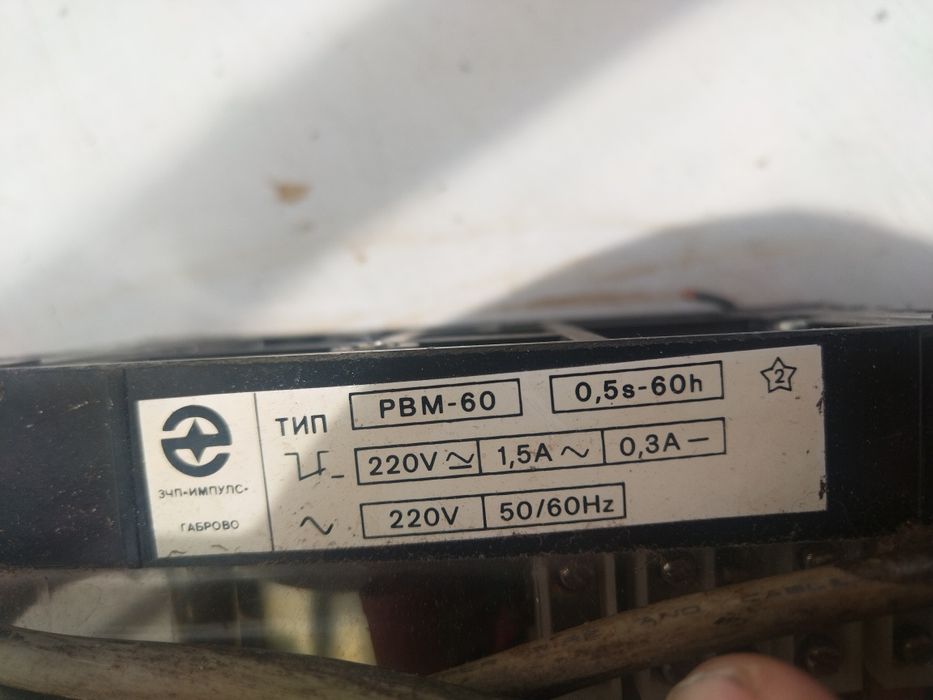 ТИП РВМ-60 0,5s-60h 2
220V ≃ 1,5A ~ 0,3A –
~ 220V 50/60Hz
ЗЧП-ИМПУЛС-
ГАБРОВО